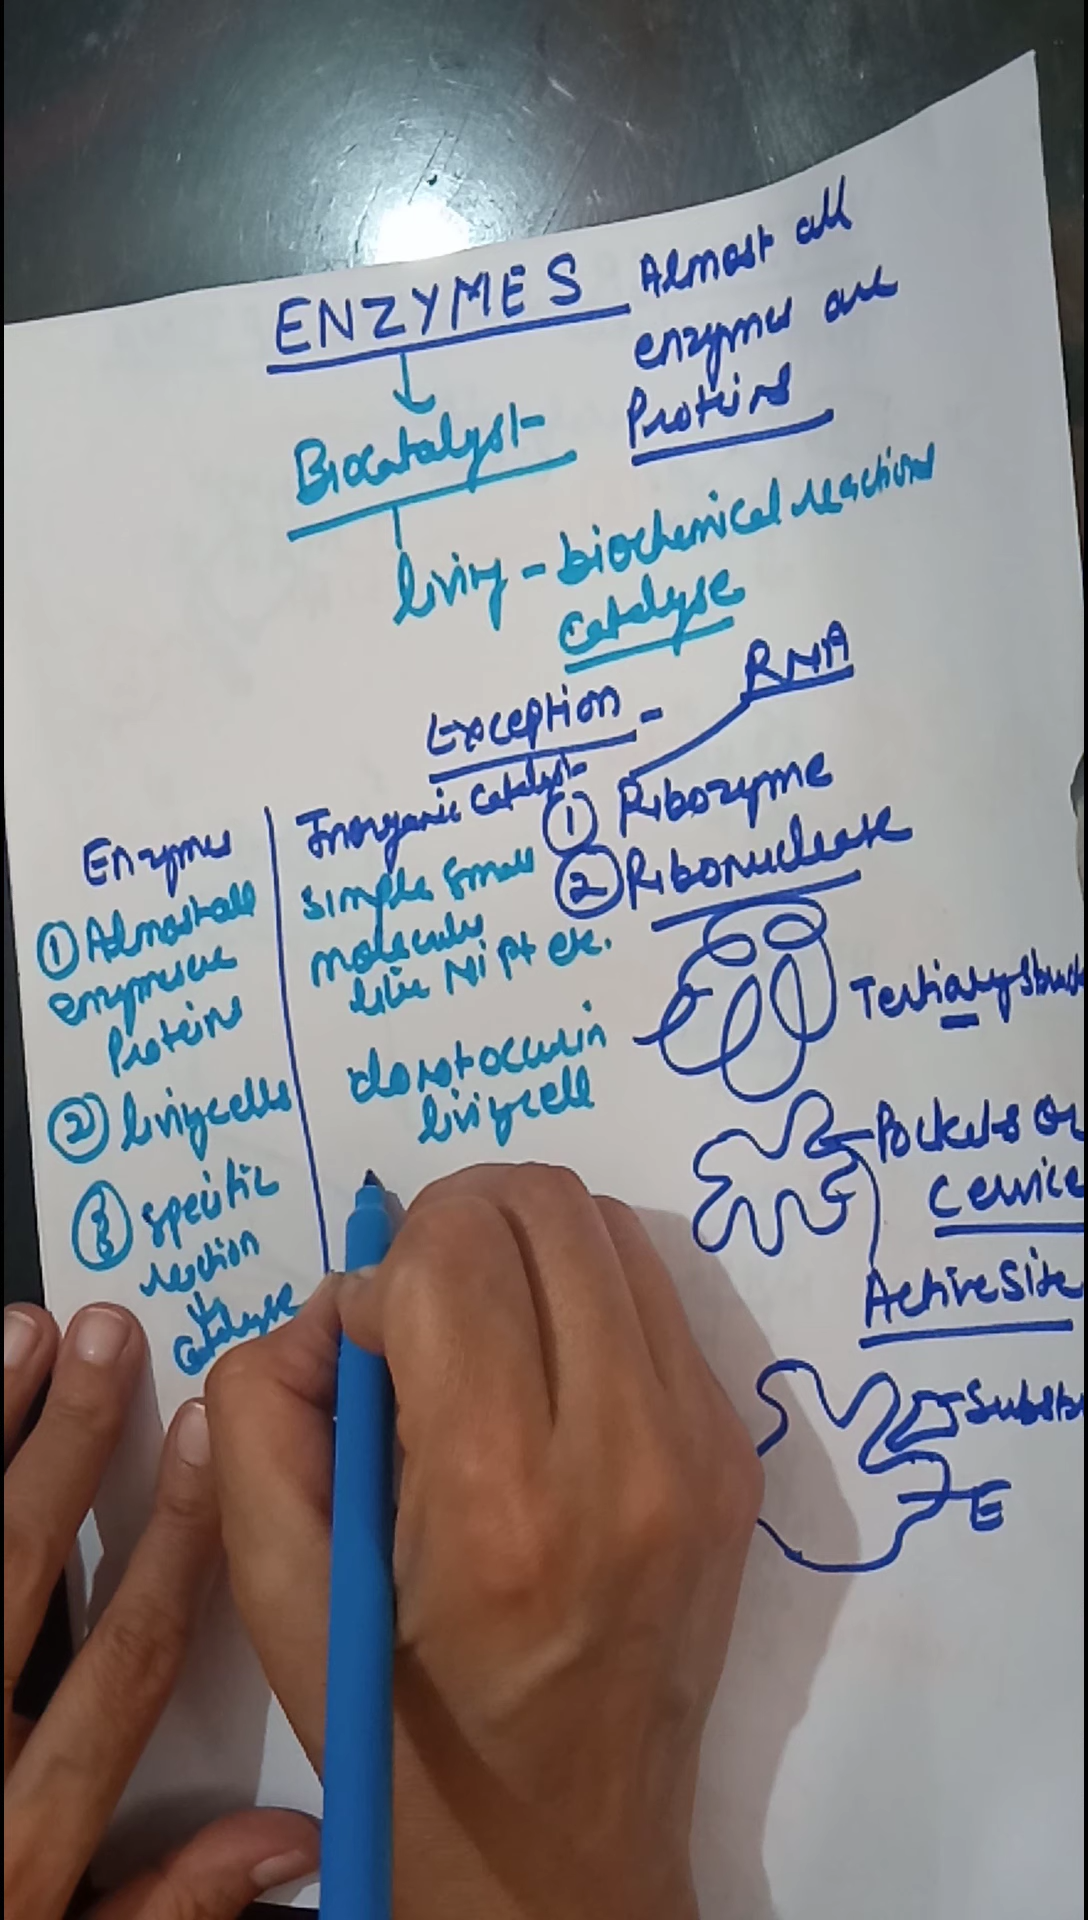 ENZYMES
Almost all
enzymes are
Proteins
Biocatalyst
living - biochemical reactions
catalyse
Exception -
RNA
① Ribozyme
② Ribonuclease
Enzymes
① Almost all
enzymes are
Proteins
② living cells
③ specific
reaction
catalyse
Inorganic catalyst
simple small
molecules
like Ni Pt etc.
do not occur in
living cell
Tertiary
Pockets or
Active Site
E